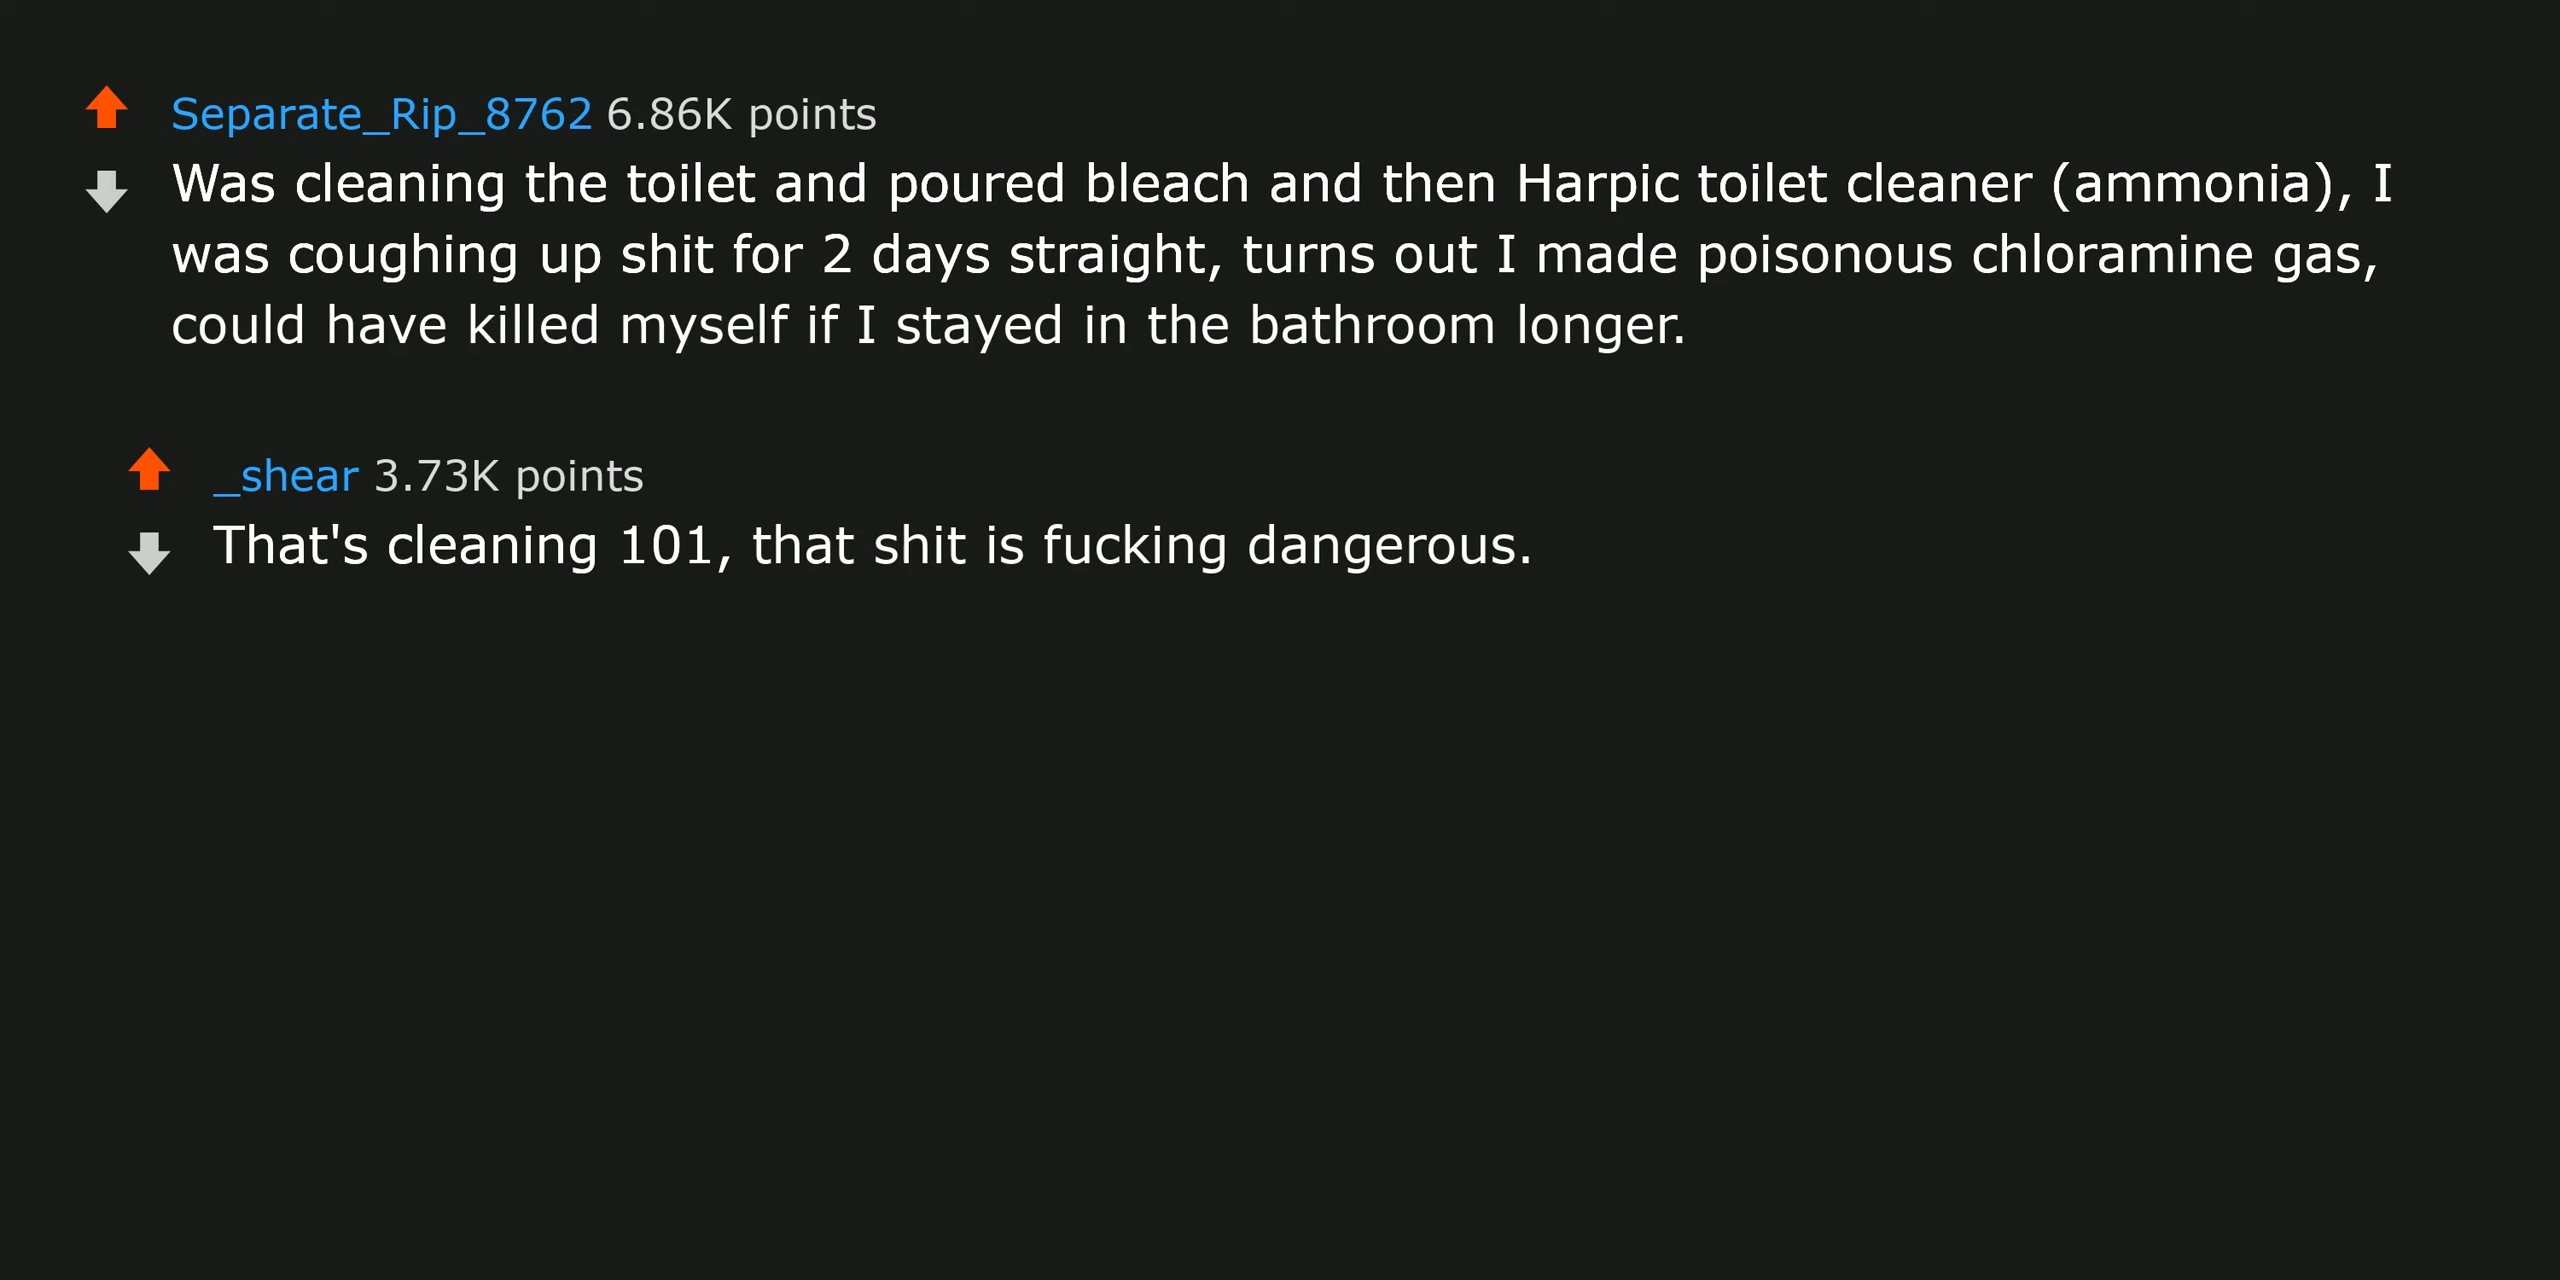 Separate_Rip_8762 6.86K points
Was cleaning the toilet and poured bleach and then Harpic toilet cleaner (ammonia), I
was coughing up shit for 2 days straight, turns out I made poisonous chloramine gas,
could have killed myself if I stayed in the bathroom longer.
_shear 3.73K points
That's cleaning 101, that shit is fucking dangerous.